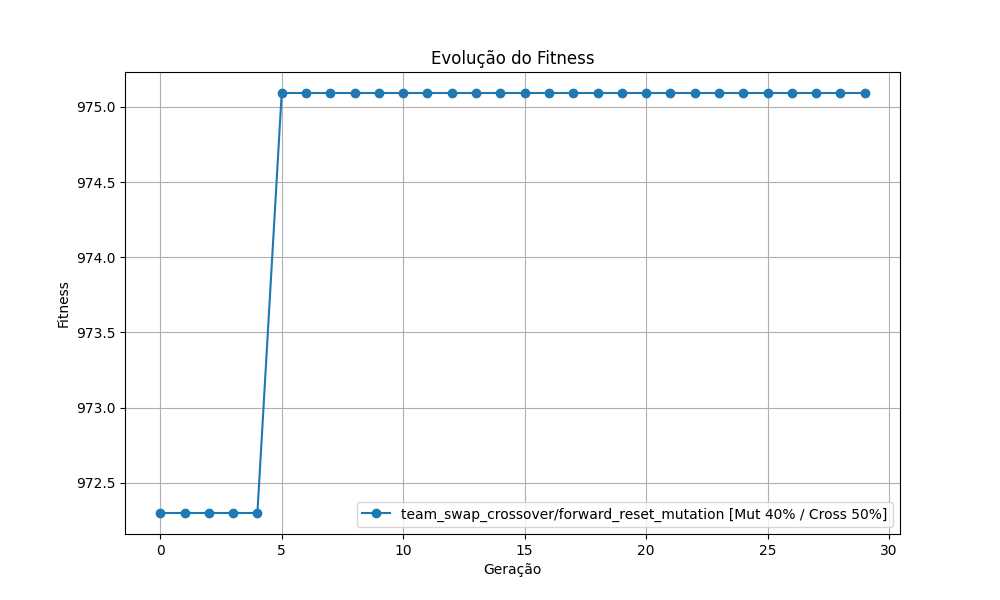 Evolução do Fitness
Fitness
975.0
974.5
974.0
973.5
973.0
972.5
team_swap_crossover/forward_reset_mutation [Mut 40% / Cross 50%]
0 5 10 15 20 25 30
Geração